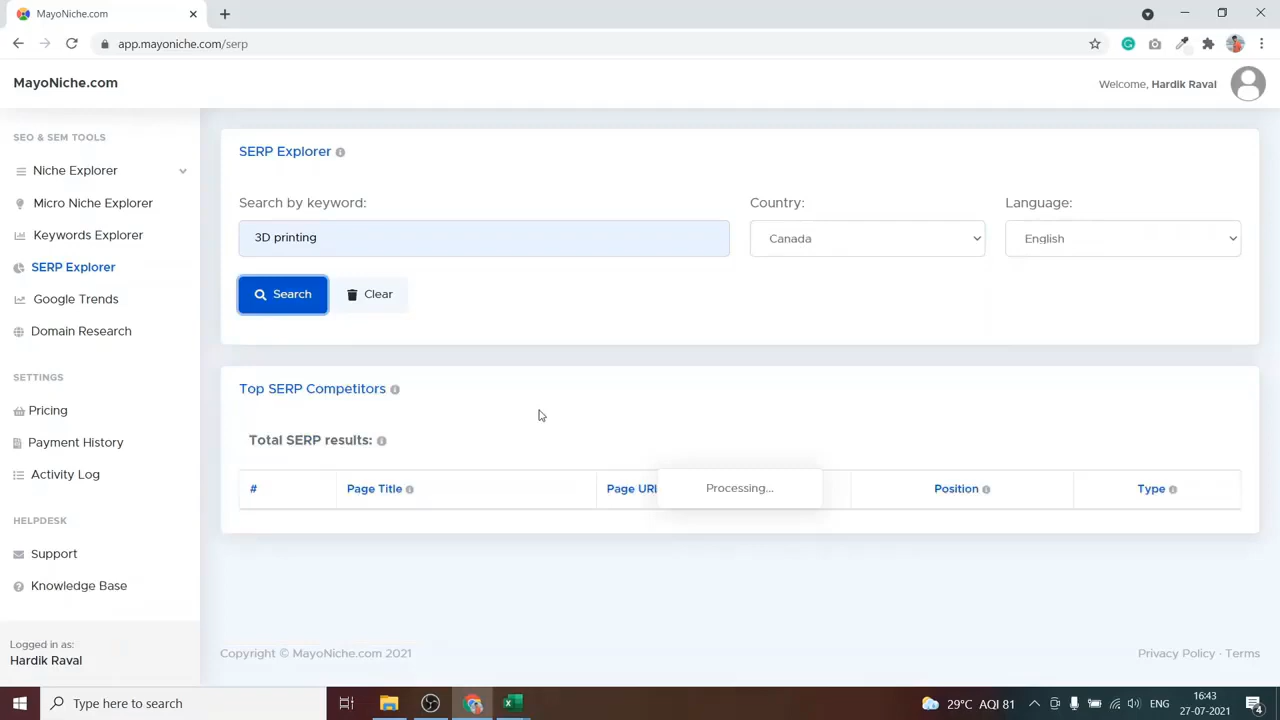 MayoNiche.com
app.mayoniche.com/serp
MayoNiche.com
Welcome, Hardik Raval
SEO & SEM TOOLS
Niche Explorer
Micro Niche Explorer
Keywords Explorer
SERP Explorer
Google Trends
Domain Research
SETTINGS
Pricing
Payment History
Activity Log
HELPDESK
Support
Knowledge Base
Logged in as:
Hardik Raval
SERP Explorer
Search by keyword:
Country:
Language:
3D printing
Canada
English
Search
Clear
Top SERP Competitors
Total SERP results:
#
Page Title
Page URL
Processing...
Position
Type
Copyright © MayoNiche.com 2021
Privacy Policy · Terms
Type here to search
29°C AQI 81
ENG
16:43
27-07-2021
4